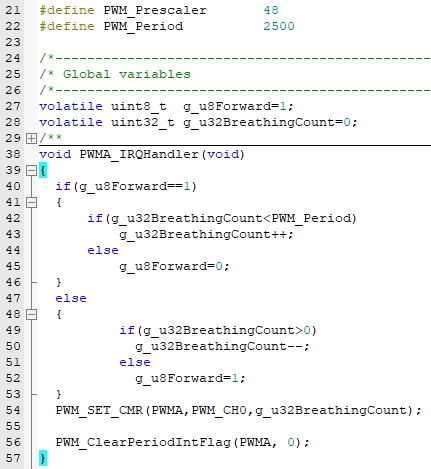 21 #define PWM_Prescaler 48
22 #define PWM_Period 2500
23
24 /*-----------------------------------------------
25 /* Global variables
26 /*-----------------------------------------------
27 volatile uint8_t g_u8Forward=1;
28 volatile uint32_t g_u32BreathingCount=0;
29 /**
38 void PWMA_IRQHandler(void)
39 {
40 if(g_u8Forward==1)
41 {
42 if(g_u32BreathingCount<PWM_Period)
43 g_u32BreathingCount++;
44 else
45 g_u8Forward=0;
46 }
47 else
48 {
49 if(g_u32BreathingCount>0)
50 g_u32BreathingCount--;
51 else
52 g_u8Forward=1;
53 }
54 PWM_SET_CMR(PWMA,PWM_CH0,g_u32BreathingCount);
55
56 PWM_ClearPeriodIntFlag(PWMA, 0);
57 }